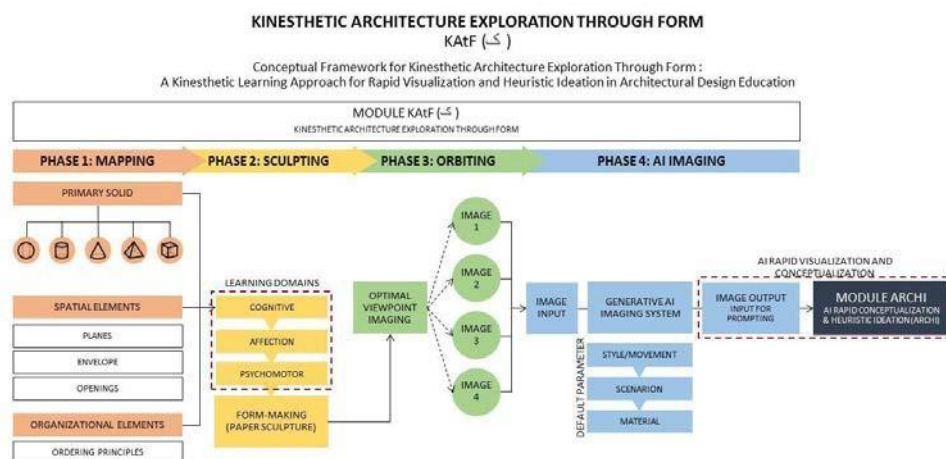 KINESTHETIC ARCHITECTURE EXPLORATION THROUGH FORM
KAtF (ݢ)
Conceptual Framework for Kinesthetic Architecture Exploration Through Form :
A Kinesthetic Learning Approach for Rapid Visualization and Heuristic Ideation in Architectural Design Education
MODULE KAtF (ݢ)
KINESTHETIC ARCHITECTURE EXPLORATION THROUGH FORM
PHASE 1: MAPPING
PHASE 2: SCULPTING
PHASE 3: ORBITING
PHASE 4: AI IMAGING
PRIMARY SOLID
SPATIAL ELEMENTS
PLANES
ENVELOPE
OPENINGS
ORGANIZATIONAL ELEMENTS
ORDERING PRINCIPLES
LEARNING DOMAINS
COGNITIVE
AFFECTION
PSYCHOMOTOR
FORM-MAKING
(PAPER SCULPTURE)
OPTIMAL
VIEWPOINT
IMAGING
IMAGE
1
IMAGE
2
IMAGE
3
IMAGE
4
IMAGE
INPUT
GENERATIVE AI
IMAGING SYSTEM
DEFAULT PARAMETER
STYLE/MOVEMENT
SCENARION
MATERIAL
AI RAPID VISUALIZATION AND
CONCEPTUALIZATION
IMAGE OUTPUT
INPUT FOR
PROMPTING
MODULE ARCHI
AI RAPID CONCEPTUALIZATION
& HEURISTIC IDEATION (ARCHI)